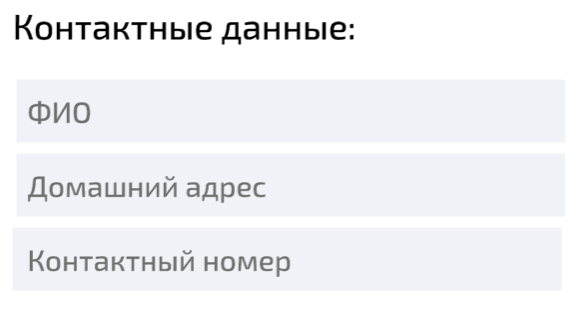 Контактные данные:
ФИО
Домашний адрес
Контактный номер